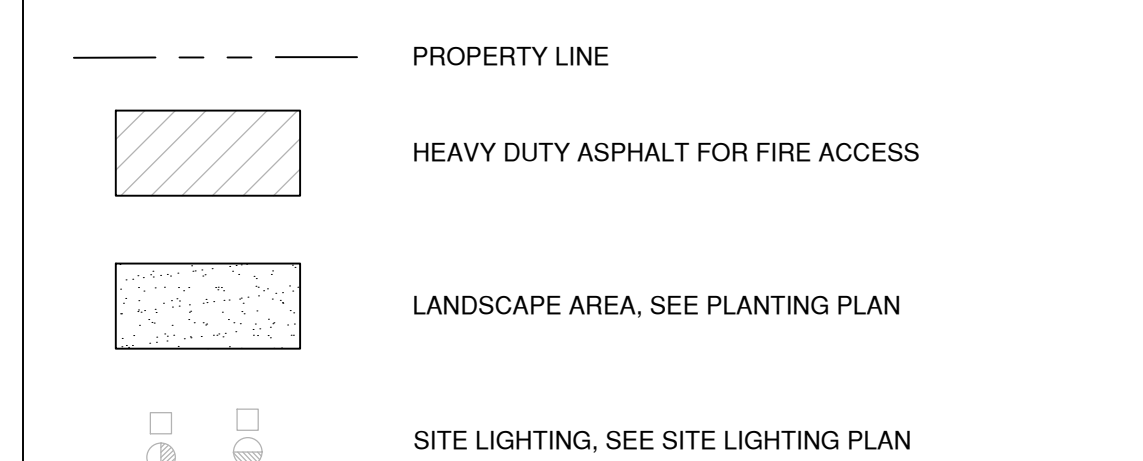 PROPERTY LINE
HEAVY DUTY ASPHALT FOR FIRE ACCESS
LANDSCAPE AREA, SEE PLANTING PLAN
SITE LIGHTING, SEE SITE LIGHTING PLAN